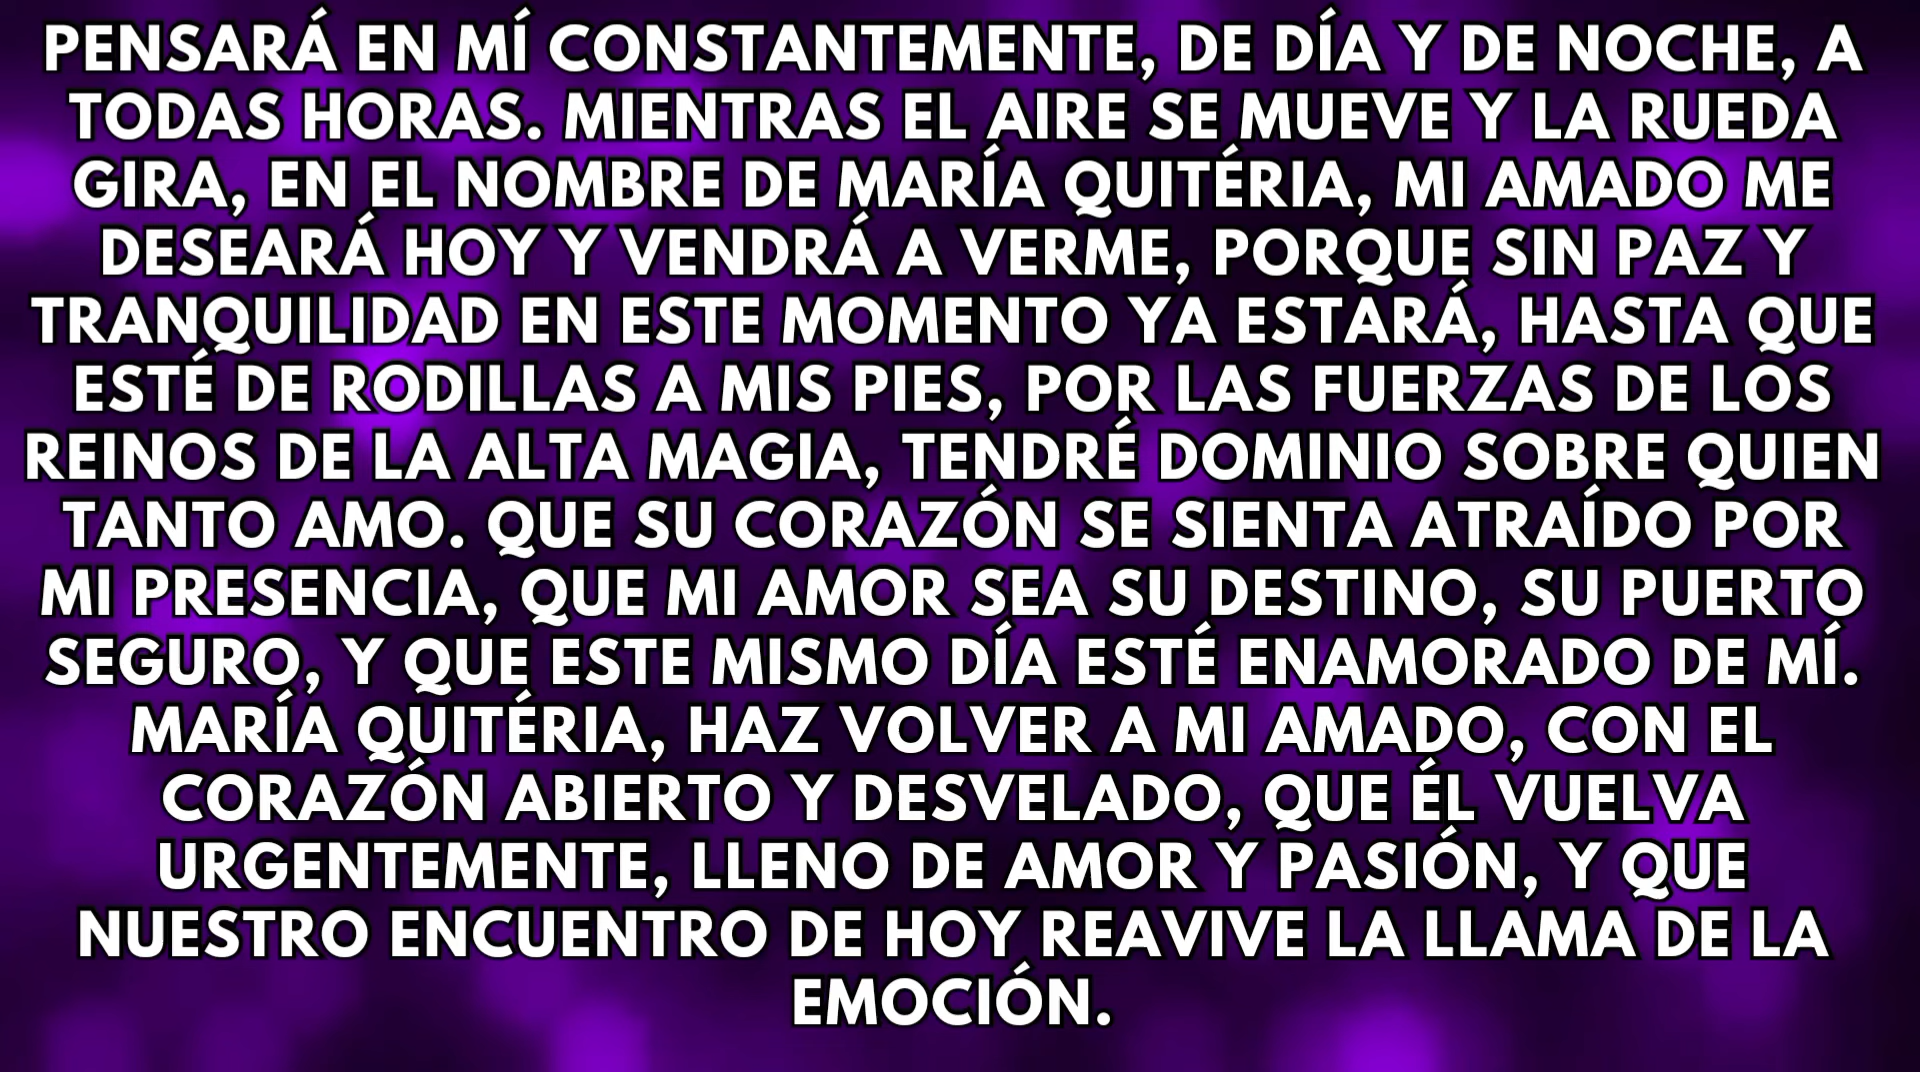 PENSARÁ EN MÍ CONSTANTEMENTE, DE DÍA Y DE NOCHE, A
TODAS HORAS. MIENTRAS EL AIRE SE MUEVE Y LA RUEDA
GIRA, EN EL NOMBRE DE MARÍA QUITÉRIA, MI AMADO ME
DESEARÁ HOY Y VENDRÁ A VERME, PORQUE SIN PAZ Y
TRANQUILIDAD EN ESTE MOMENTO YA ESTARÁ, HASTA QUE
ESTÉ DE RODILLAS A MIS PIES, POR LAS FUERZAS DE LOS
REINOS DE LA ALTA MAGIA, TENDRÉ DOMINIO SOBRE QUIEN
TANTO AMO. QUE SU CORAZÓN SE SIENTA ATRAÍDO POR
MI PRESENCIA, QUE MI AMOR SEA SU DESTINO, SU PUERTO
SEGURO, Y QUE ESTE MISMO DÍA ESTÉ ENAMORADO DE MÍ.
MARÍA QUITÉRIA, HAZ VOLVER A MI AMADO, CON EL
CORAZÓN ABIERTO Y DESVELADO, QUE ÉL VUELVA
URGENTEMENTE, LLENO DE AMOR Y PASIÓN, Y QUE
NUESTRO ENCUENTRO DE HOY REAVIVE LA LLAMA DE LA
EMOCIÓN.